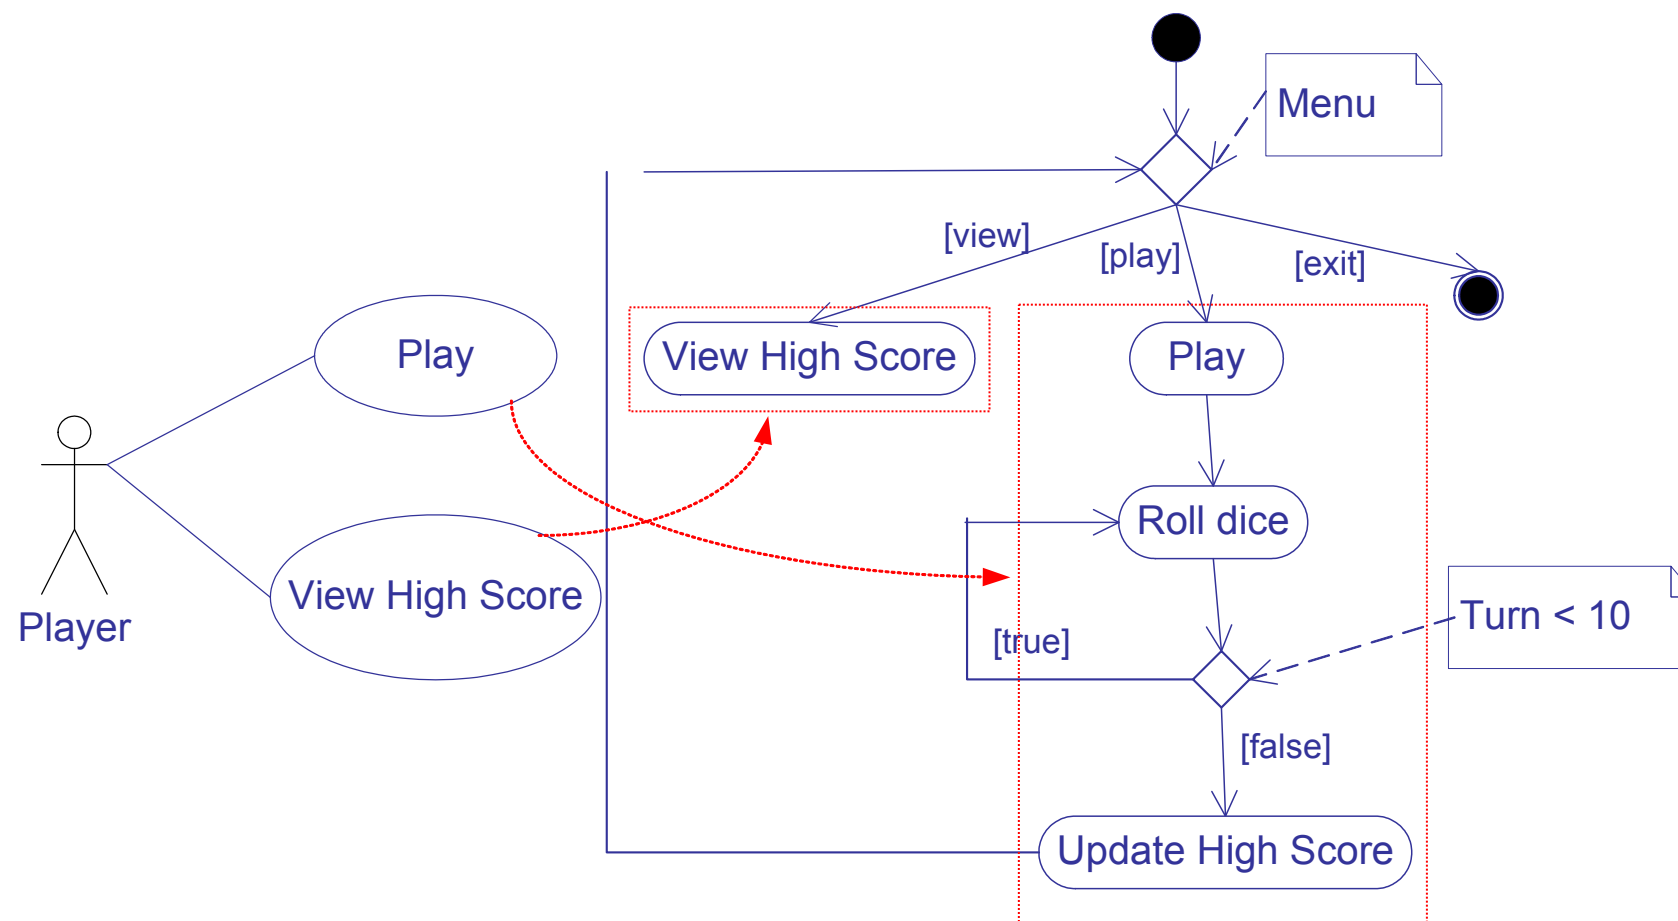 Menu
[view]
[play]
[exit]
Play
View High Score
Play
Roll dice
View High Score
Player
Turn < 10
[true]
[false]
Update High Score